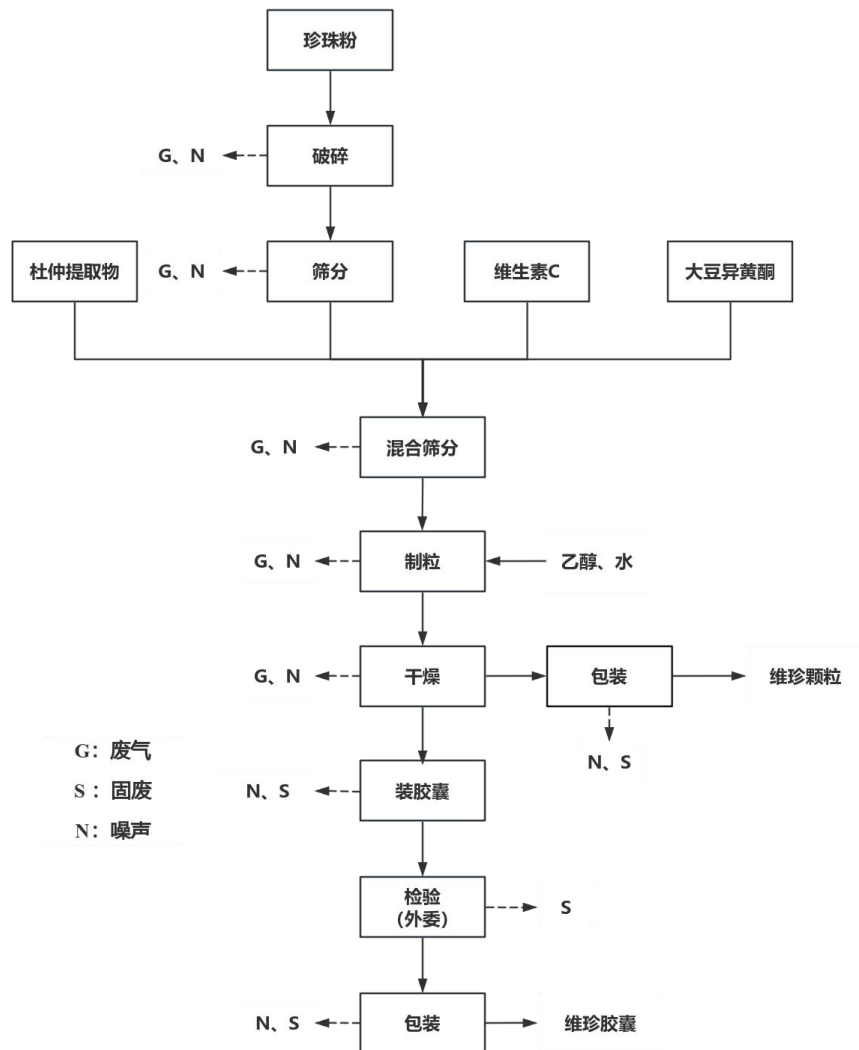 珍珠粉
G、N
破碎
杜仲提取物
G、N
筛分
维生素C
大豆异黄酮
G、N
混合筛分
G、N
制粒
乙醇、水
G、N
干燥
包装
维珍颗粒
N、S
G：废气
S：固废
N：噪声
N、S
装胶囊
检验
（外委）
S
N、S
包装
维珍胶囊